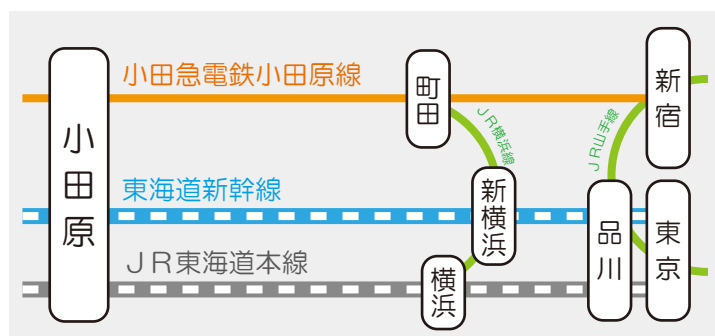 小田原
小田急電鉄小田原線
町田
新宿
JR横浜線
JR山手線
東海道新幹線
新横浜
品川
東京
JR東海道本線
横浜